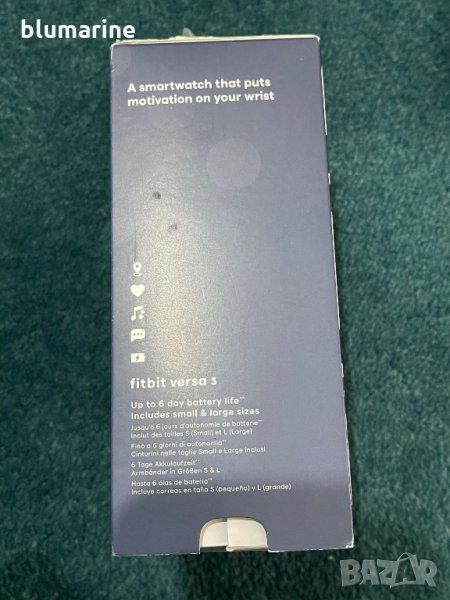 blumarine
A smartwatch that puts
motivation on your wrist
fitbit versa 3
Up to 6 day battery life**
Includes small & large sizes
Jusqu'à 6 jours d'autonomie de batterie**
Inclut des tailles S (Small) et L (Large)
Fino a 6 giorni di autonomia**
Cinturini nelle taglie Small e Large inclusi
6 Tage Akkulaufzeit**
Armbänder in Größen S & L
Hasta 6 días de batería**
Incluye correas en talla S (pequeña) y L (grande)
BAZAR